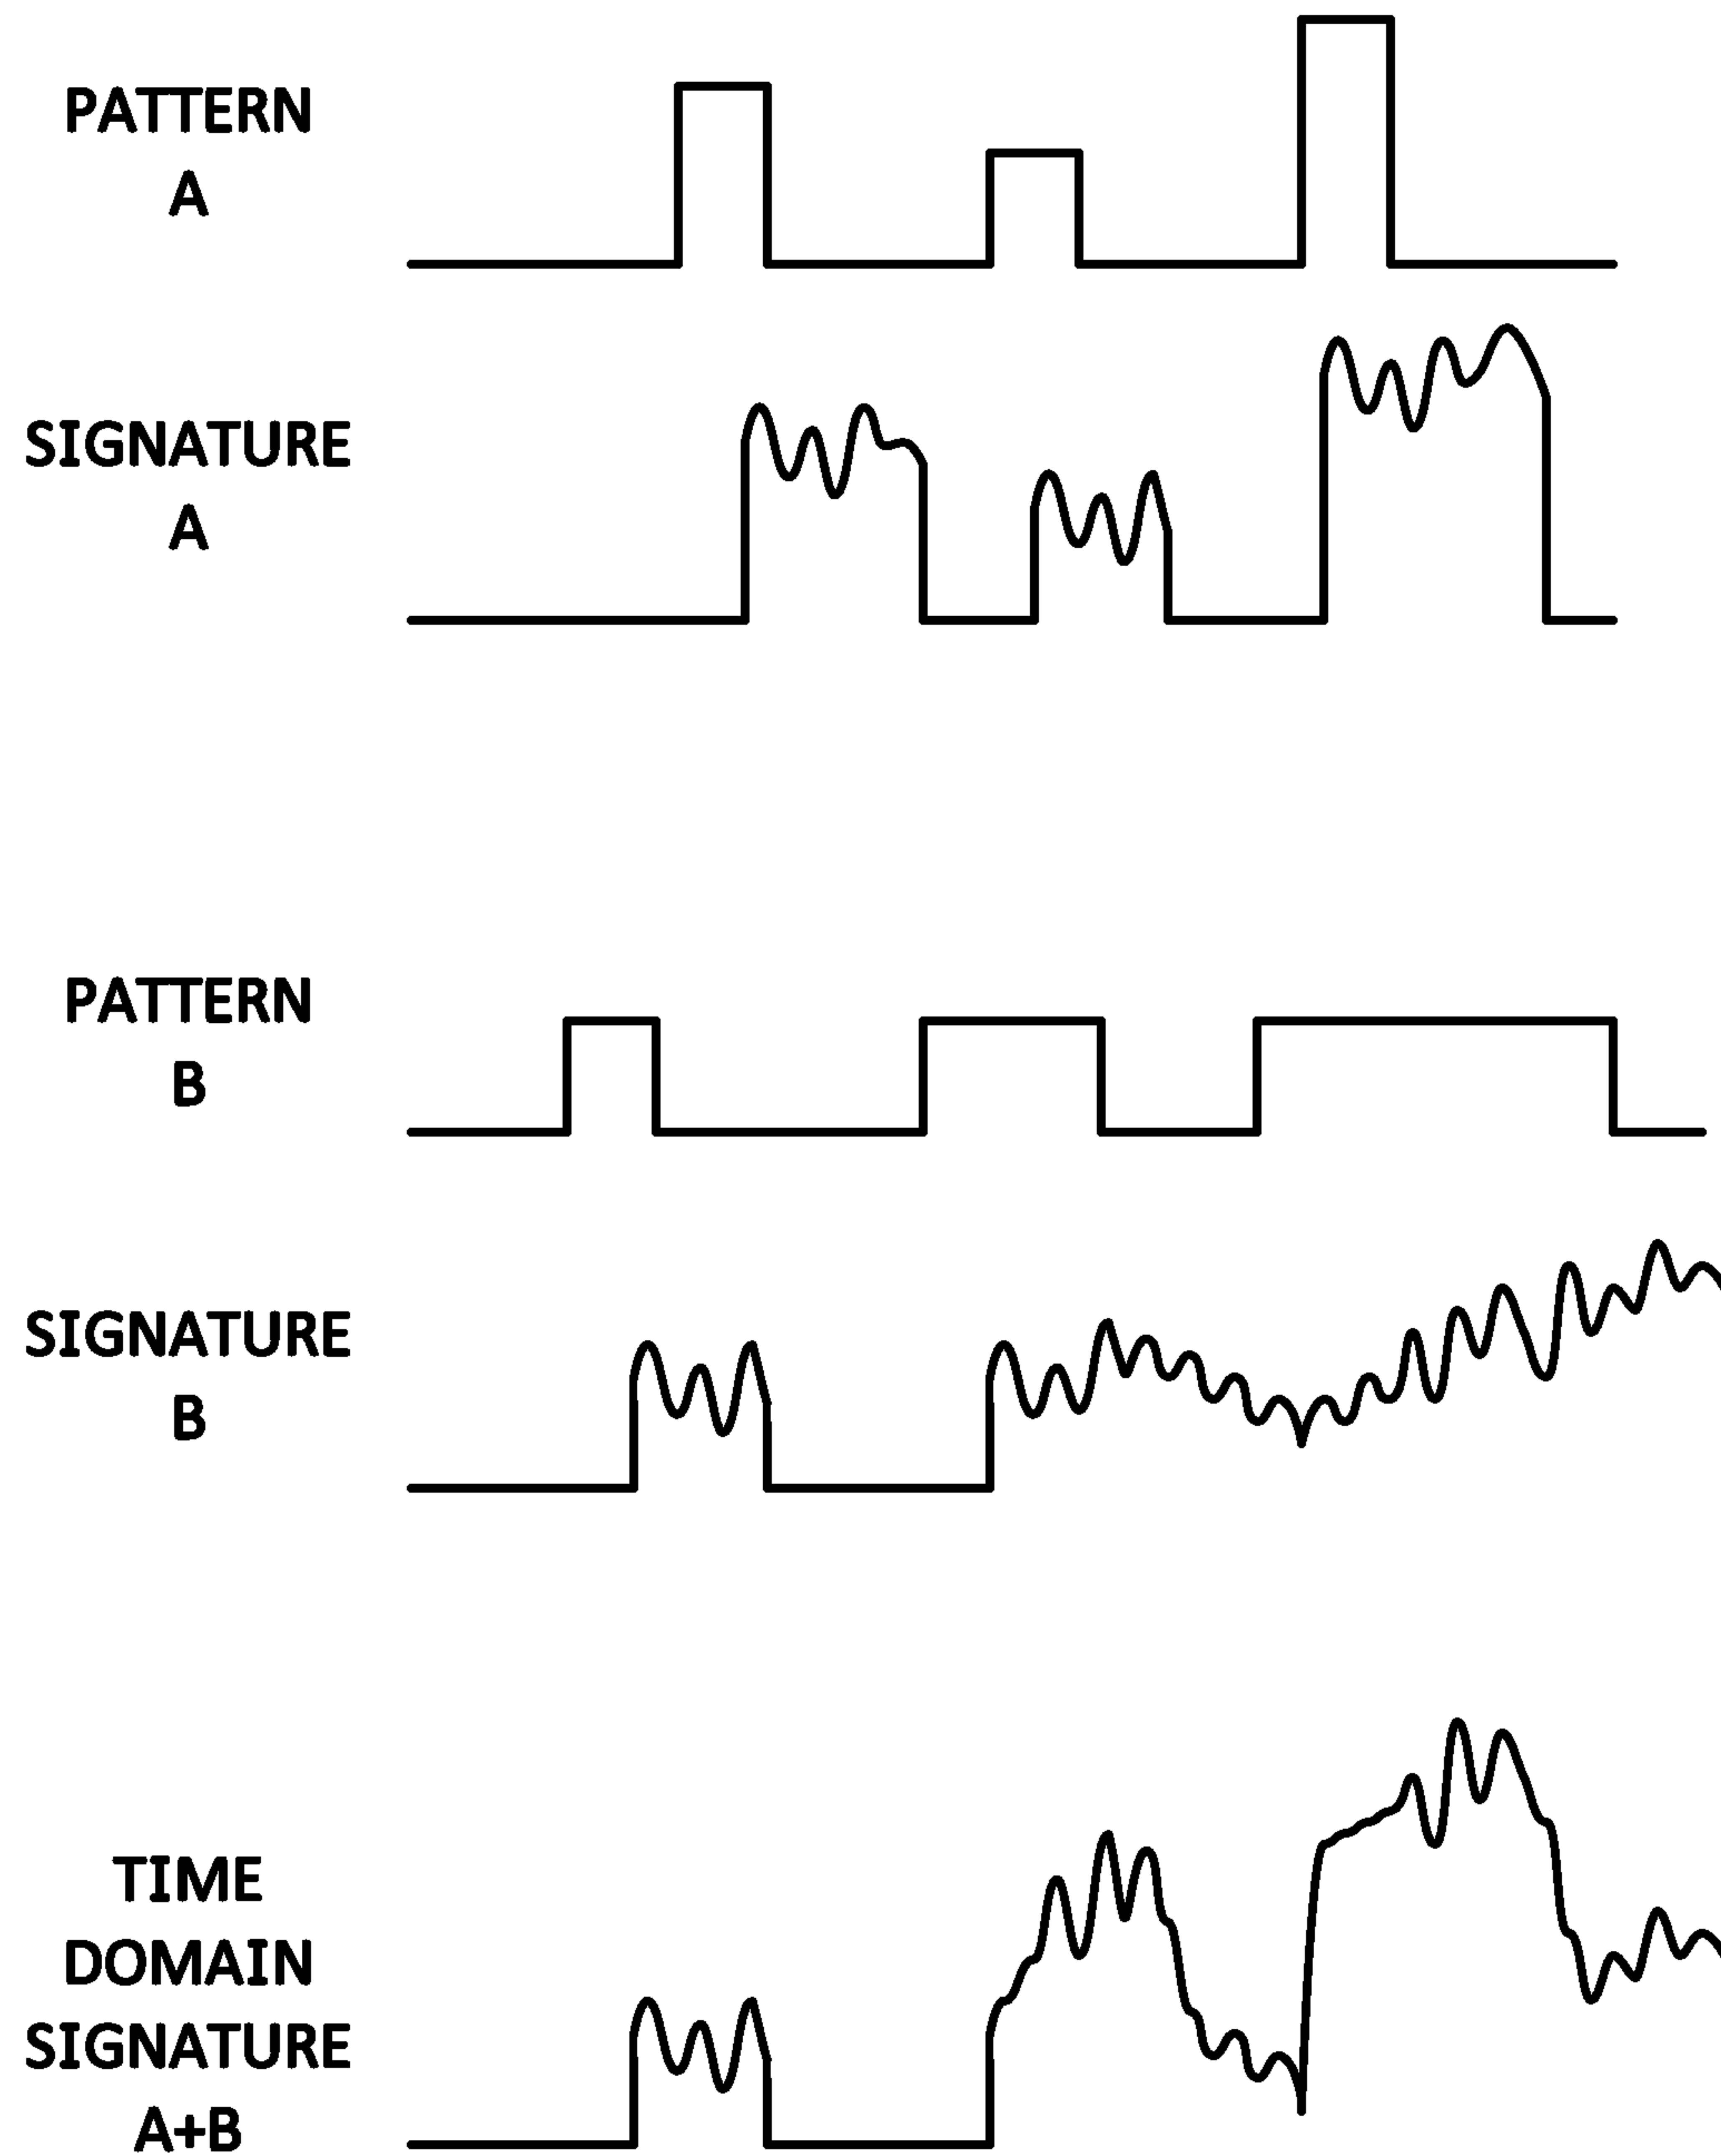 PATTERN
A
SIGNATURE
A
PATTERN
B
SIGNATURE
B
TIME
DOMAIN
SIGNATURE
A+B